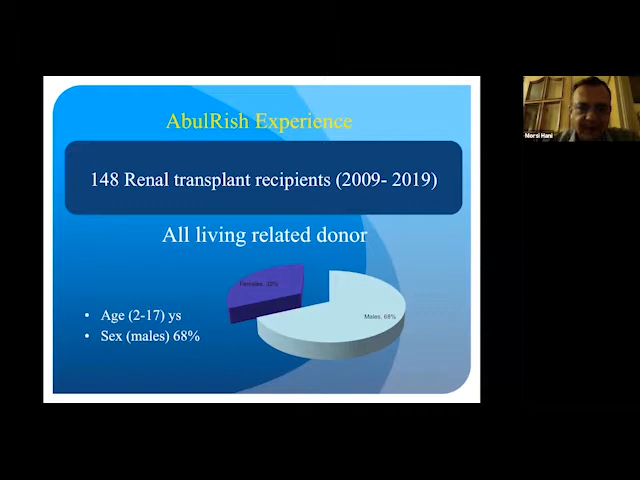 AbulRish Experience
148 Renal transplant recipients (2009- 2019)
All living related donor
Females, 32%
Males, 68%
• Age (2-17) ys
• Sex (males) 68%
Morsi Hani